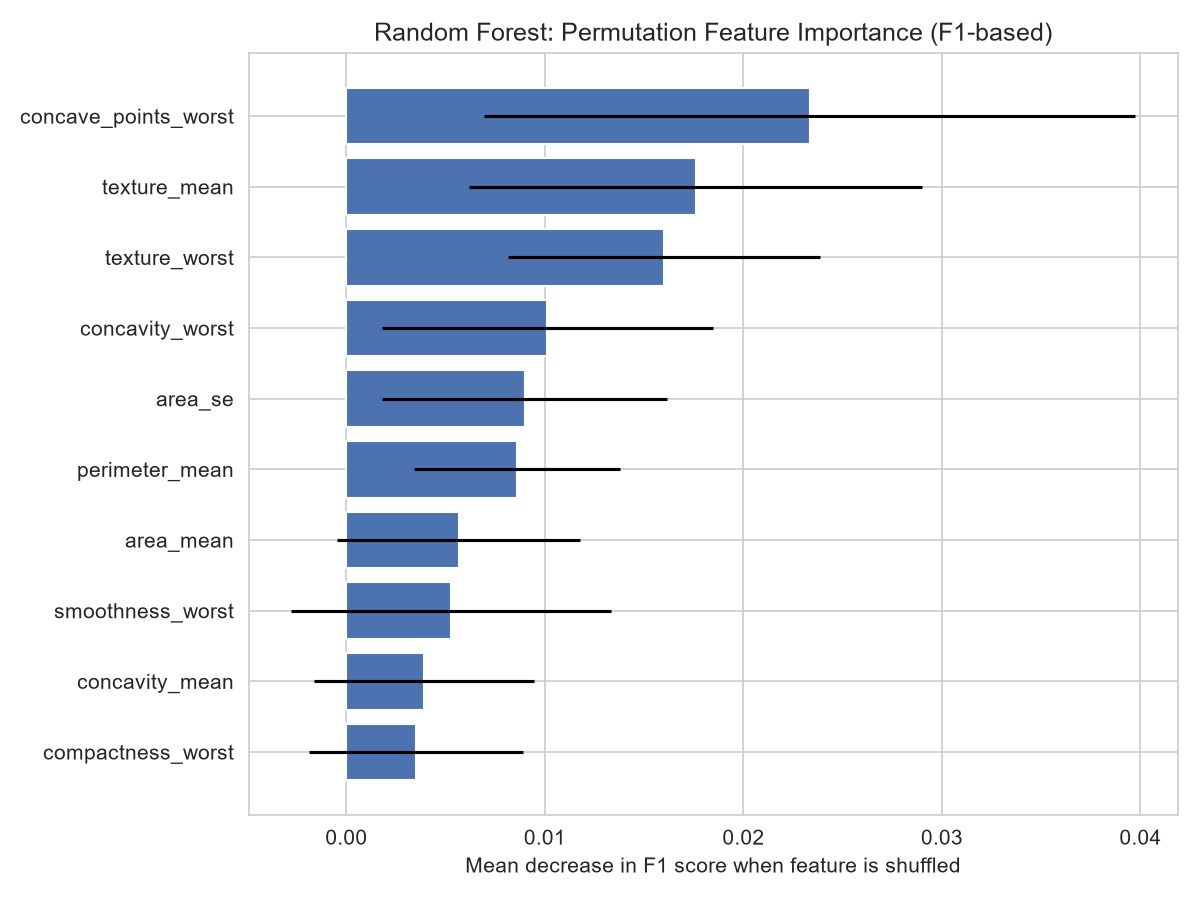 Random Forest: Permutation Feature Importance (F1-based)
concave_points_worst
texture_mean
texture_worst
concavity_worst
area_se
perimeter_mean
area_mean
smoothness_worst
concavity_mean
compactness_worst
0.00 0.01 0.02 0.03 0.04
Mean decrease in F1 score when feature is shuffled